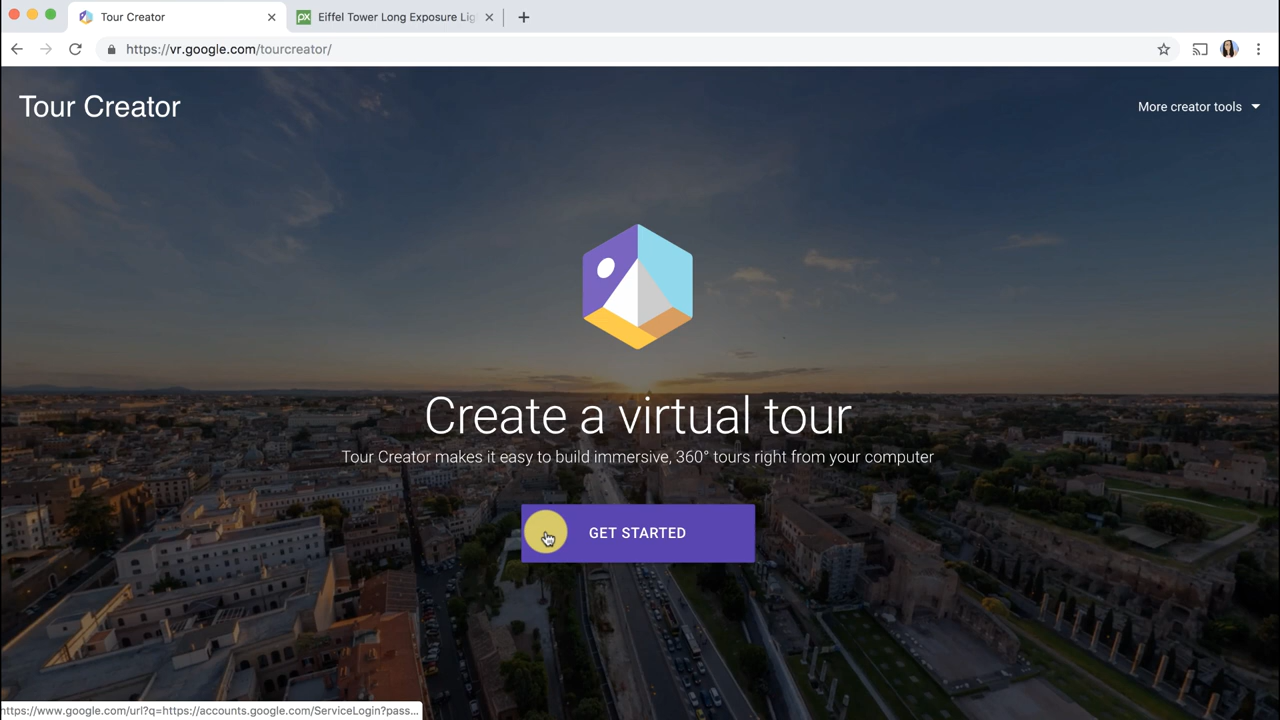 Tour Creator
Eiffel Tower Long Exposure Lig
https://vr.google.com/tourcreator/
Tour Creator
More creator tools
Create a virtual tour
Tour Creator makes it easy to build immersive, 360° tours right from your computer
GET STARTED
https://www.google.com/url?q=https://accounts.google.com/ServiceLogin?pass...